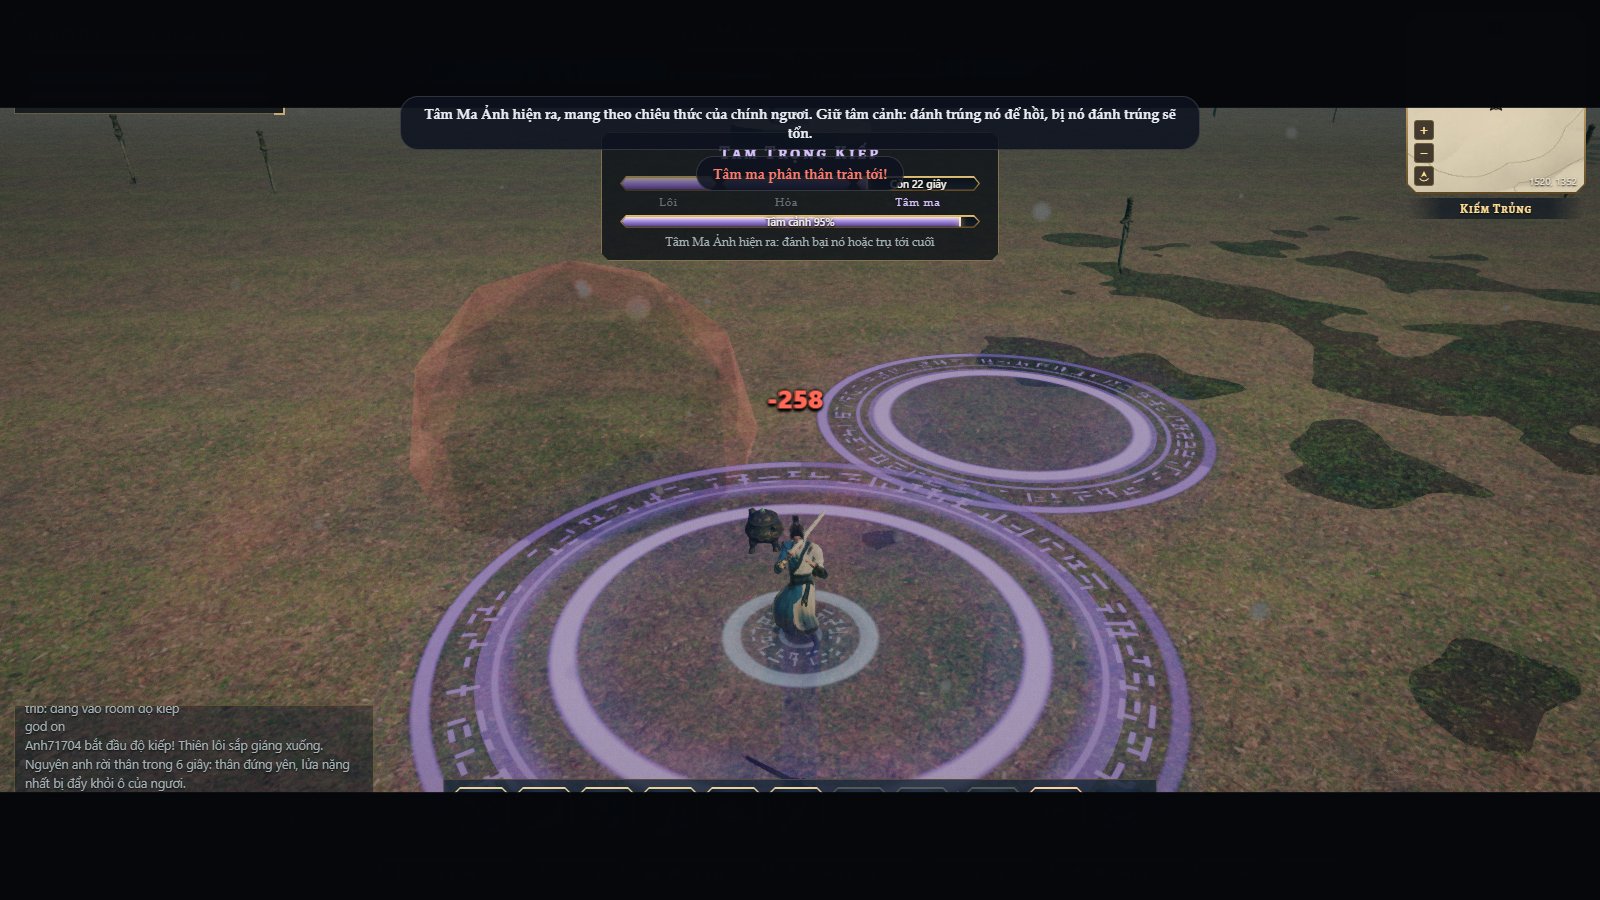 Tâm Ma Ảnh hiện ra, mang theo chiêu thức của chính ngươi. Giữ tâm cảnh: đánh trúng nó để hồi, bị nó đánh trúng sẽ
tổn.
TAM TRỌNG KIẾP
Tâm ma phân thân tràn tới!
Còn 22 giây
Lôi
Hỏa
Tâm ma
Tâm cảnh 95%
Tâm Ma Ảnh hiện ra: đánh bại nó hoặc trụ tới cuối
+
−
1520, 1352
KIẾM TRỦNG
-258
god on
Anh71704 bắt đầu độ kiếp! Thiên lôi sắp giáng xuống.
Nguyên anh rời thân trong 6 giây: thân đứng yên, lửa nặng
nhất bị đẩy khỏi ô của ngươi.